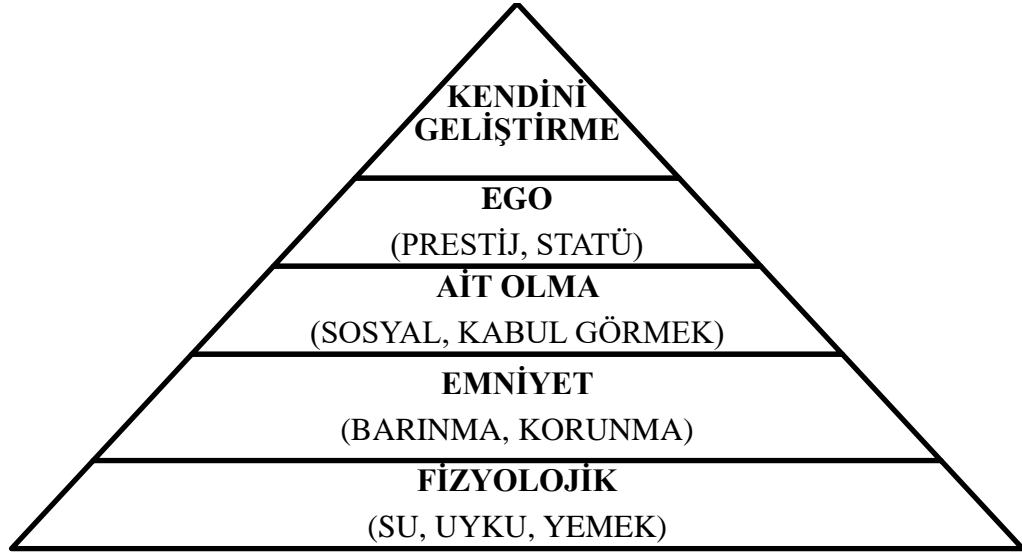 KENDİNİ
GELİŞTİRME
EGO
(PRESTİJ, STATÜ)
AİT OLMA
(SOSYAL, KABUL GÖRMEK)
EMNİYET
(BARINMA, KORUNMA)
FİZYOLOJİK
(SU, UYKU, YEMEK)